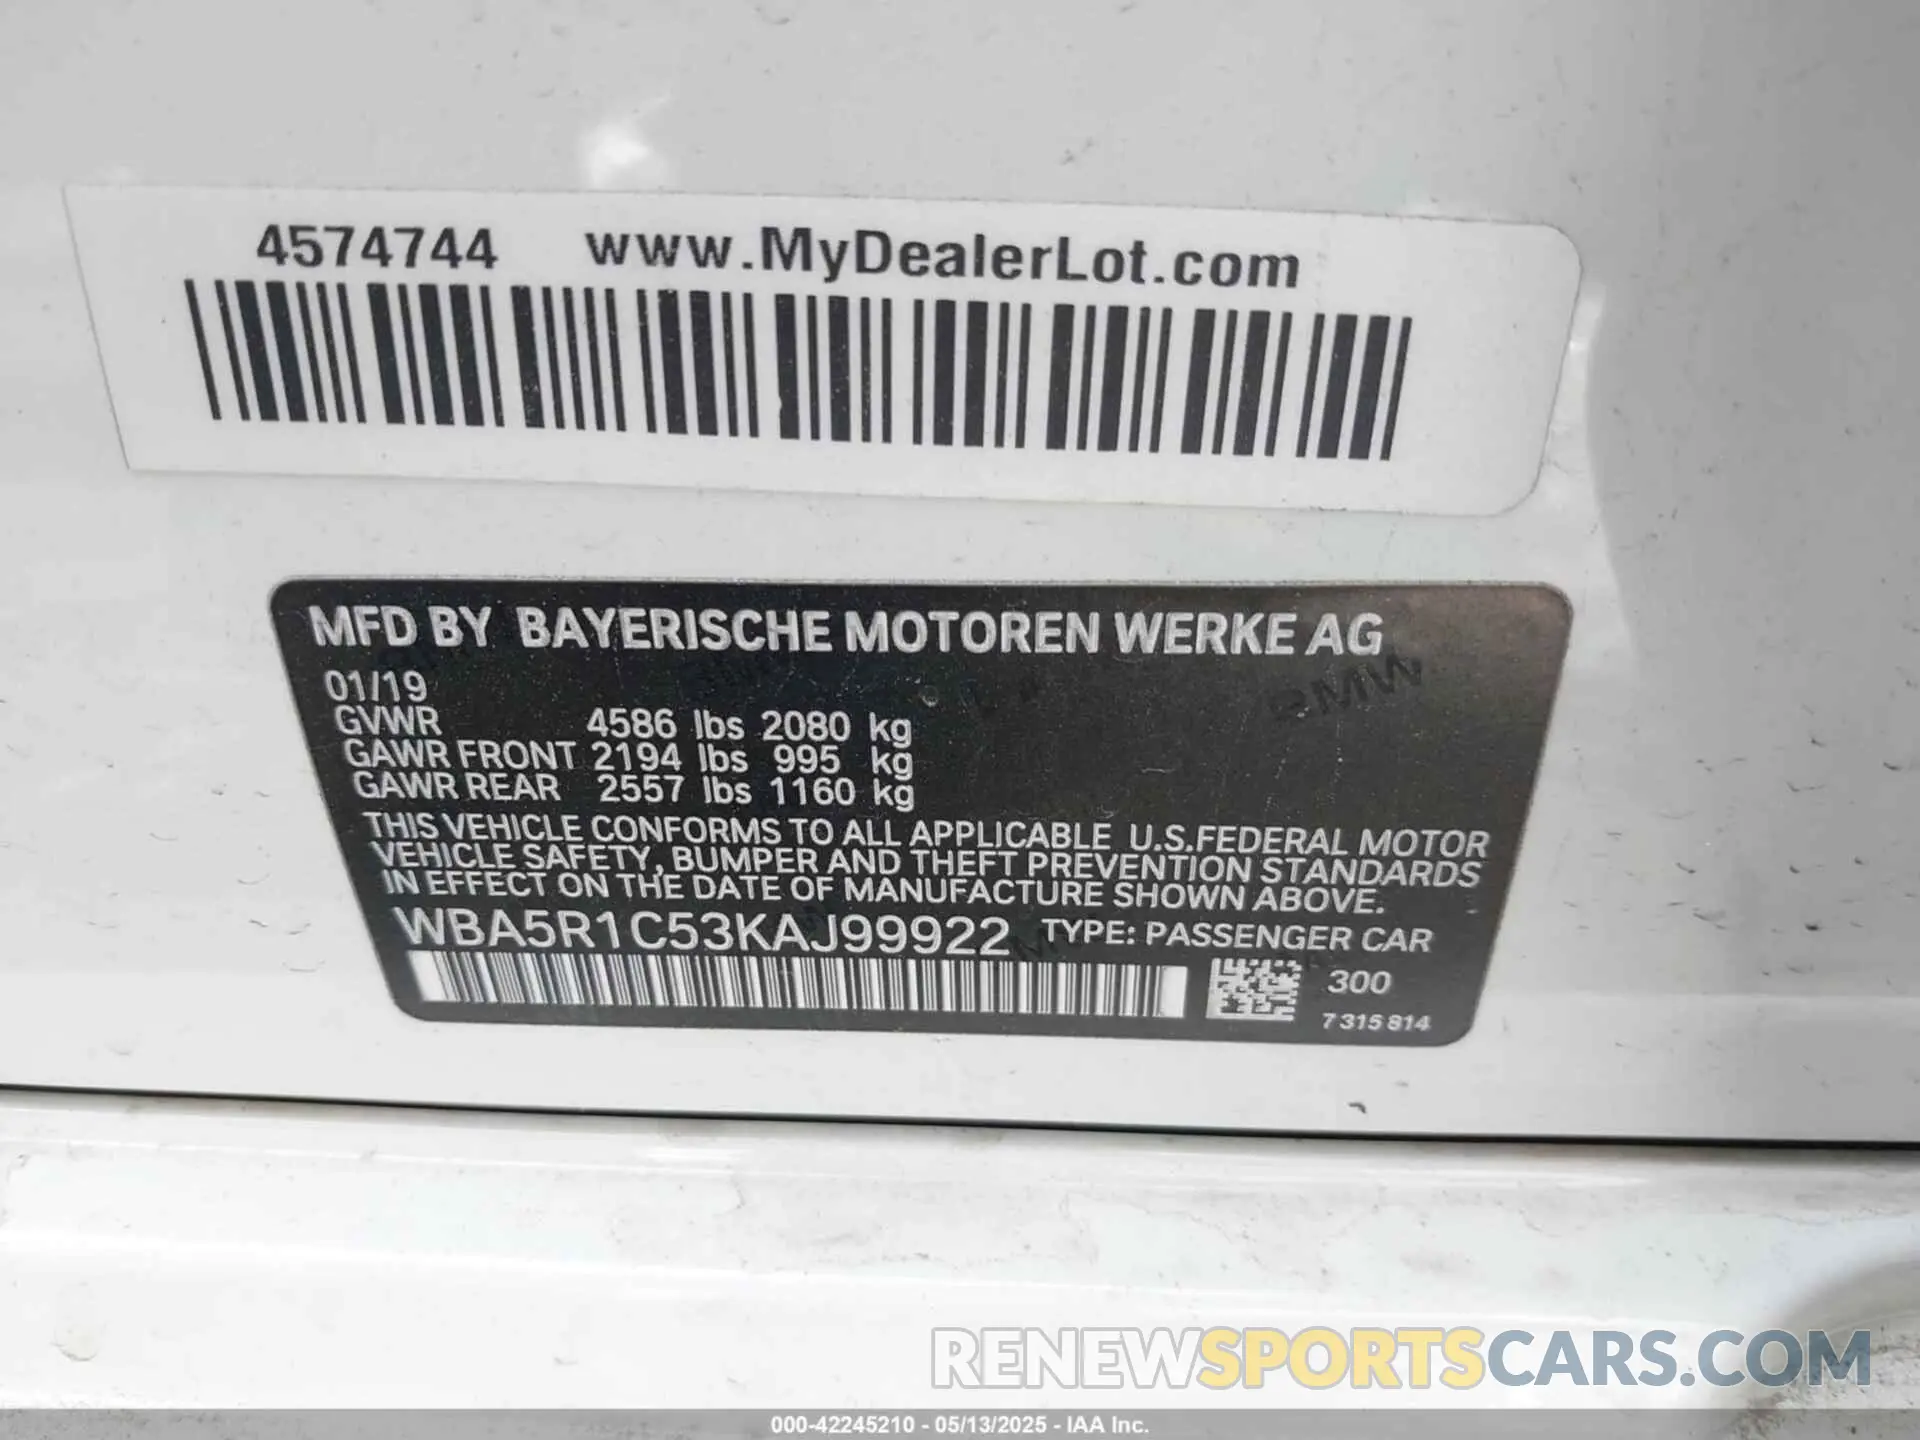 4574744 www.MyDealerLot.com
MFD BY BAYERISCHE MOTOREN WERKE AG
01/19
GVWR 4586 lbs 2080 kg
GAWR FRONT 2194 lbs 995 kg
GAWR REAR 2557 lbs 1160 kg
THIS VEHICLE CONFORMS TO ALL APPLICABLE U.S.FEDERAL MOTOR
VEHICLE SAFETY, BUMPER AND THEFT PREVENTION STANDARDS
IN EFFECT ON THE DATE OF MANUFACTURE SHOWN ABOVE.
WBA5R1C53KAJ99922 TYPE: PASSENGER CAR
300
7 315 814
RENEWSPORTSCARS.COM
000-42245210 - 05/13/2025 - IAA Inc.